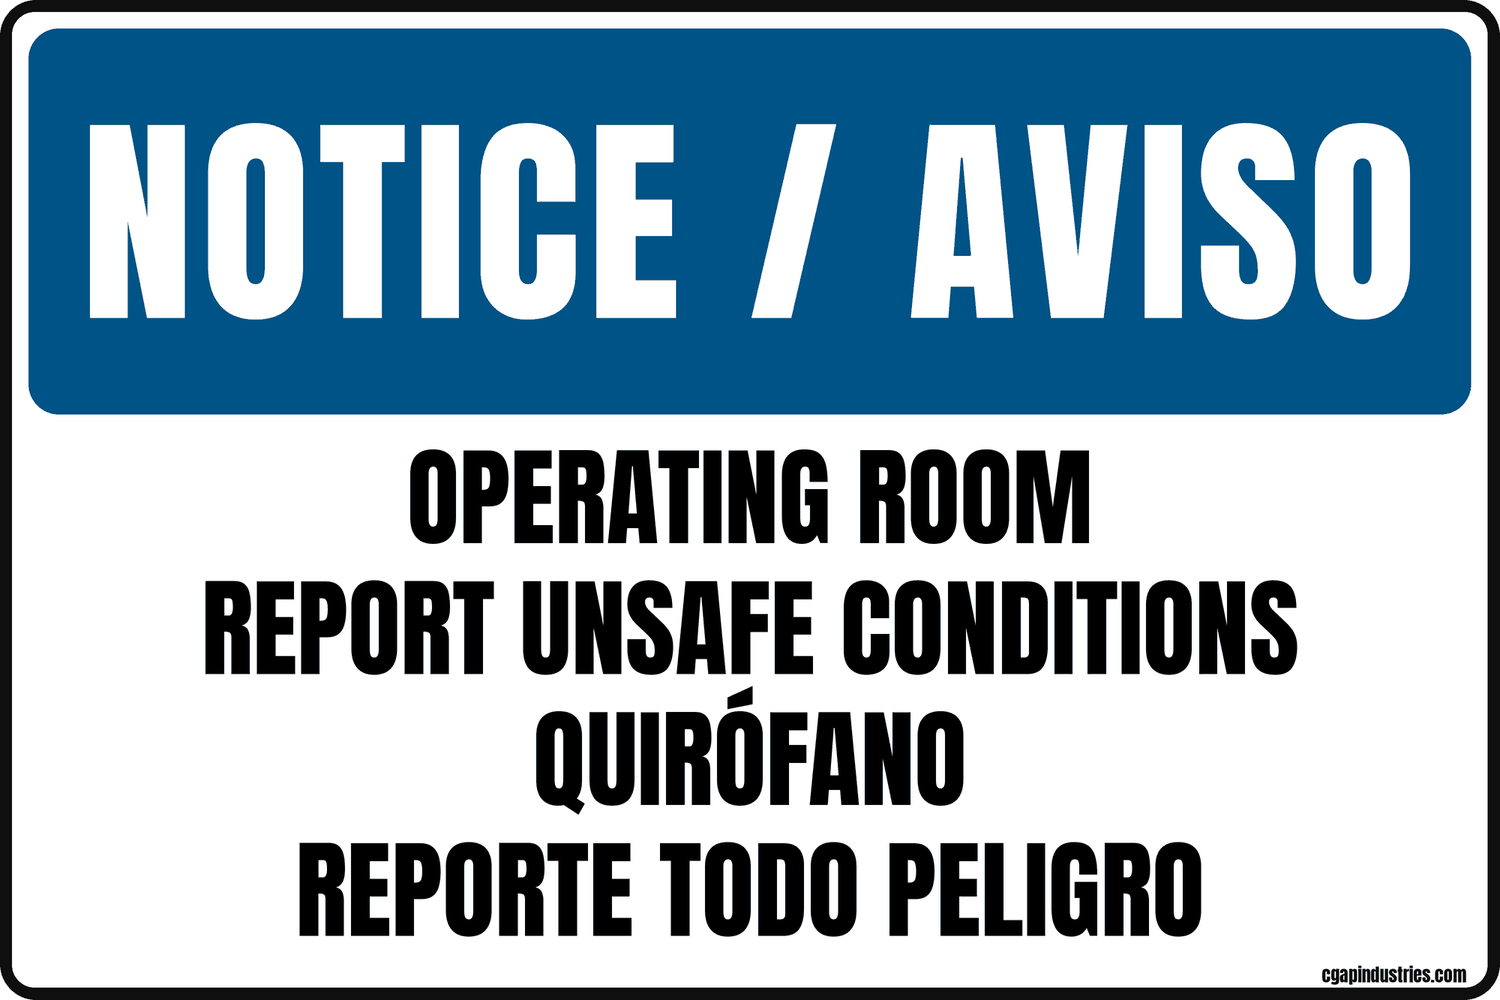 NOTICE / AVISO
OPERATING ROOM
REPORT UNSAFE CONDITIONS
QUIRÓFANO
REPORTE TODO PELIGRO
cgapindustries.com